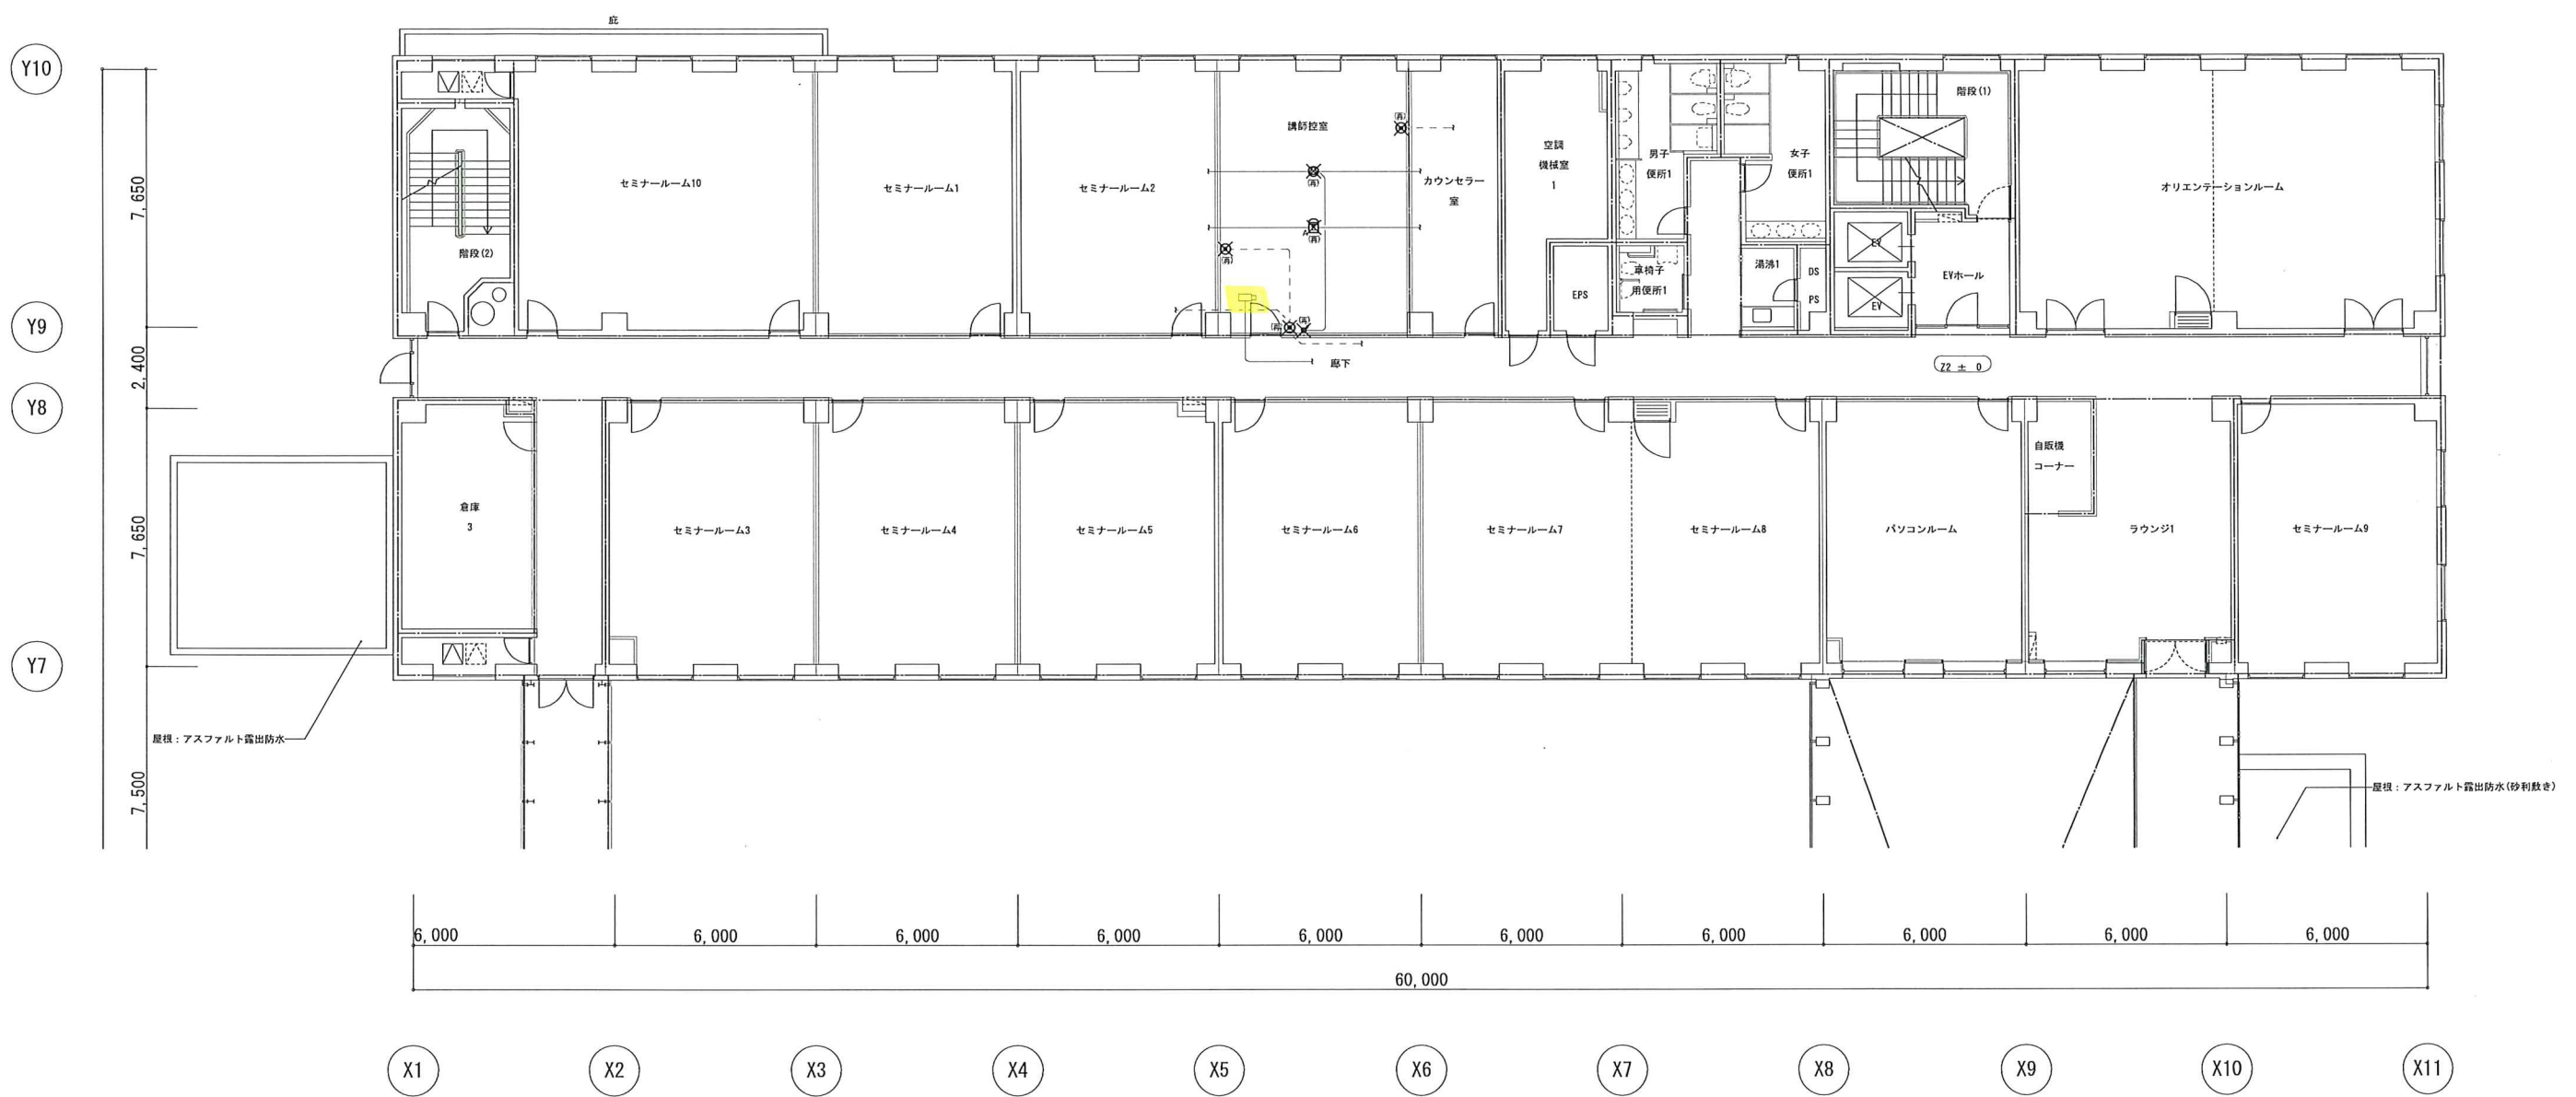 庇
Y10
7,650
セミナールーム10
セミナールーム1
セミナールーム2
講師控室
(再)
(再)
(再)
(再)
(再)
(再)
カウンセラー
室
空調
機械室
1
男子
便所1
女子
便所1
階段(1)
オリエンテーションルーム
階段(2)
車椅子
用便所1
湯沸1
DS
PS
EPS
EV
EV
EVホール
Y9
2,400
廊下
Z2 ± 0
Y8
7,650
倉庫
3
セミナールーム3
セミナールーム4
セミナールーム5
セミナールーム6
セミナールーム7
セミナールーム8
パソコンルーム
自販機
コーナー
ラウンジ1
セミナールーム9
Y7
屋根：アスファルト露出防水
7,500
屋根：アスファルト露出防水(砂利敷き)
6,000
6,000
6,000
6,000
6,000
6,000
6,000
6,000
6,000
6,000
60,000
X1
X2
X3
X4
X5
X6
X7
X8
X9
X10
X11